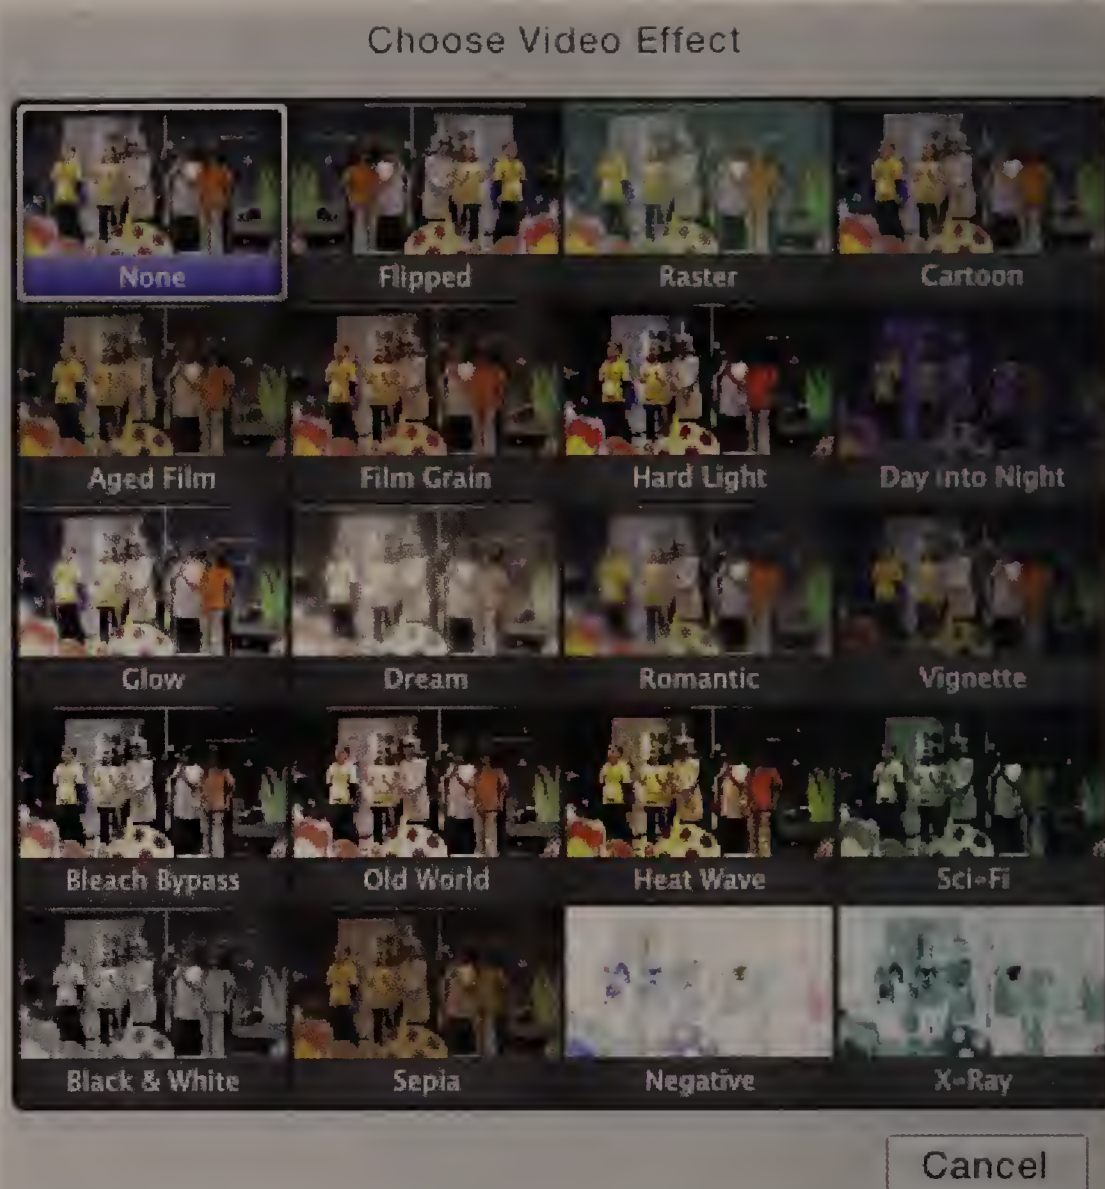 Choose Video Effect
None
Flipped
Raster
Cartoon
Aged Film
Film Grain
Hard Light
Day into Night
Glow
Dream
Romantic
Vignette
Bleach Bypass
Old World
Heat Wave
Sci-Fi
Black & White
Sepia
Negative
X-Ray
Cancel